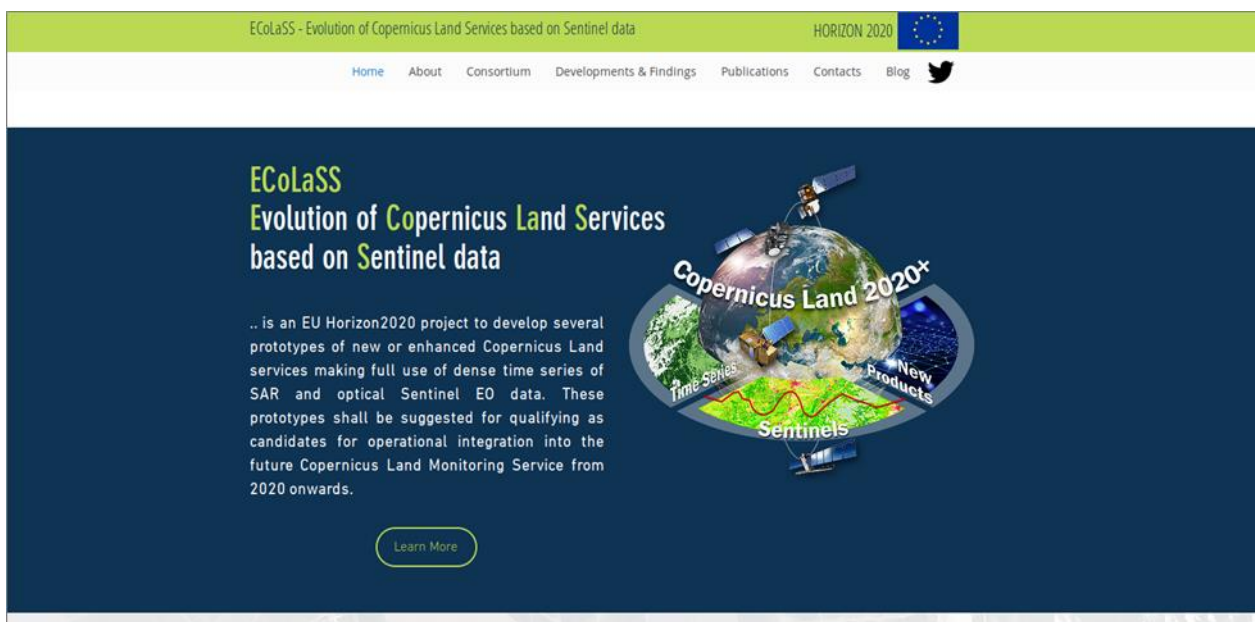 ECoLaSS - Evolution of Copernicus Land Services based on Sentinel data
HORIZON 2020
Home About Consortium Developments & Findings Publications Contacts Blog
ECoLaSS
Evolution of Copernicus Land Services
based on Sentinel data
.. is an EU Horizon2020 project to develop several
prototypes of new or enhanced Copernicus Land
services making full use of dense time series of
SAR and optical Sentinel EO data. These
prototypes shall be suggested for qualifying as
candidates for operational integration into the
future Copernicus Land Monitoring Service from
2020 onwards.
Learn More
Copernicus Land 2020+
Time Series
Sentinels
New
Products